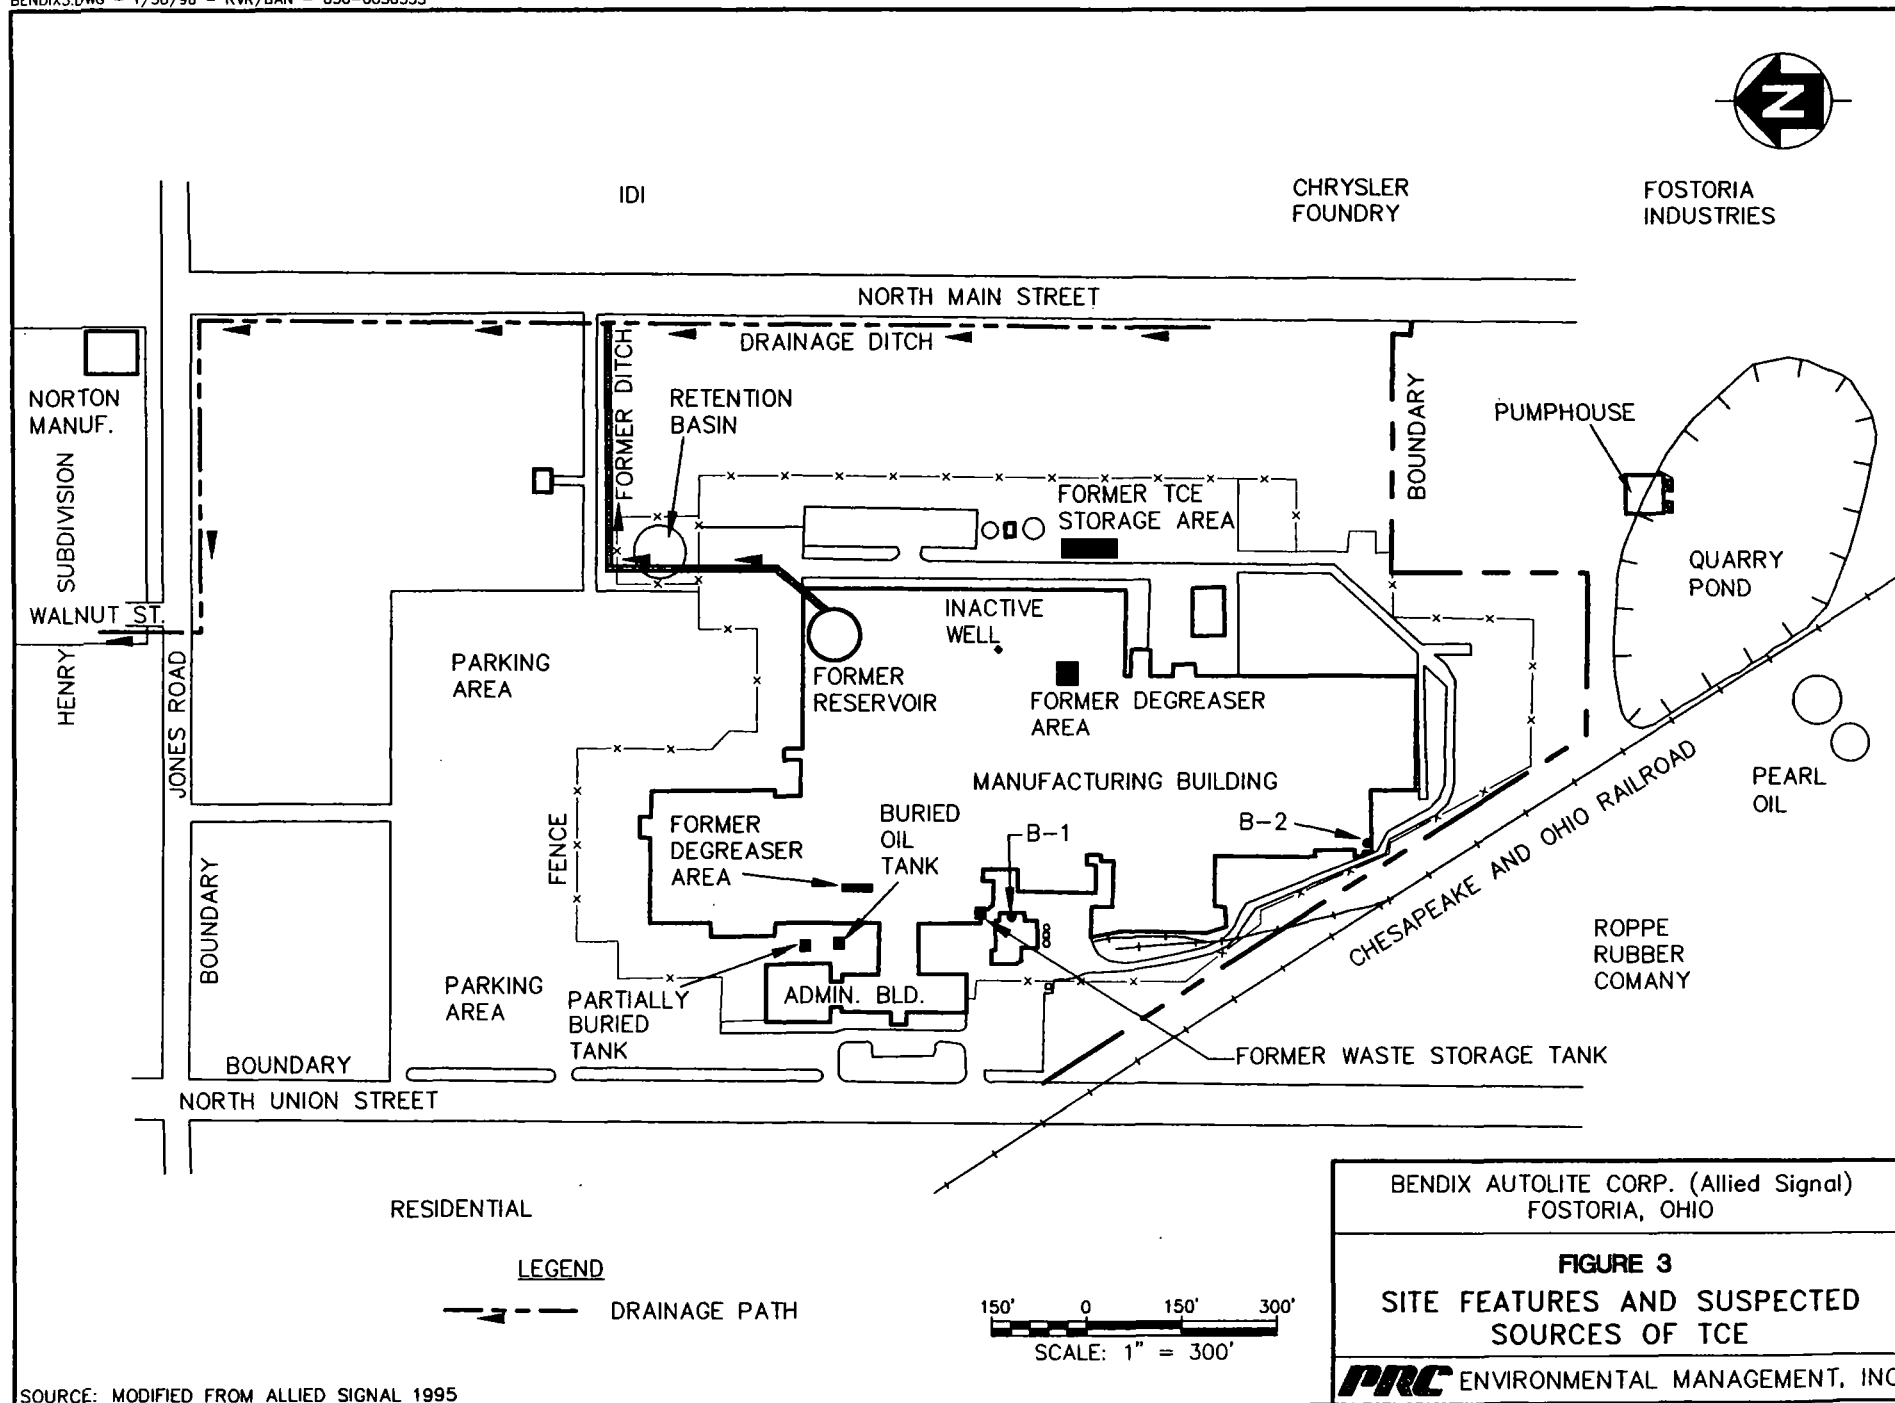 N
IDI
CHRYSLER
FOUNDRY
FOSTORIA
INDUSTRIES
NORTH MAIN STREET
DRAINAGE DITCH
FORMER DITCH
RETENTION
BASIN
NORTON
MANUF.
HENRY SUBDIVISION
WALNUT ST.
JONES ROAD
BOUNDARY
PUMPHOUSE
QUARRY
POND
FORMER TCE
STORAGE AREA
INACTIVE
WELL
PARKING
AREA
FORMER
RESERVOIR
FORMER DEGREASER
AREA
MANUFACTURING BUILDING
PEARL
OIL
FENCE
FORMER
DEGREASER
AREA
BURIED
OIL
TANK
B-1
B-2
CHESAPEAKE AND OHIO RAILROAD
BOUNDARY
ROPPE
RUBBER
COMANY
PARKING
AREA
PARTIALLY
BURIED
TANK
ADMIN. BLD.
FORMER WASTE STORAGE TANK
BOUNDARY
NORTH UNION STREET
RESIDENTIAL
LEGEND
DRAINAGE PATH
150' 0 150' 300'
SCALE: 1" = 300'
BENDIX AUTOLITE CORP. (Allied Signal)
FOSTORIA, OHIO
FIGURE 3
SITE FEATURES AND SUSPECTED
SOURCES OF TCE
PRC ENVIRONMENTAL MANAGEMENT, INC
SOURCE: MODIFIED FROM ALLIED SIGNAL 1995